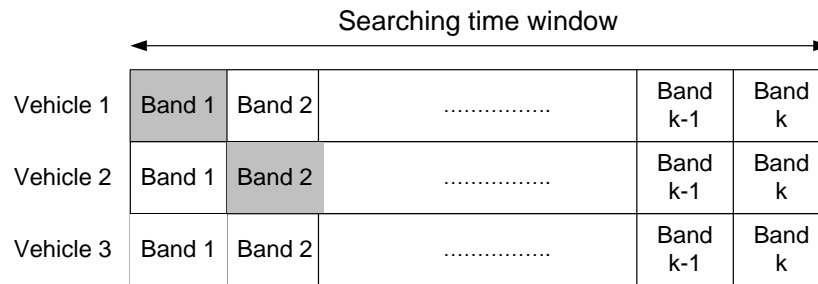 Searching time window
Vehicle 1 Band 1 Band 2 ................ Band k-1 Band k
Vehicle 2 Band 1 Band 2 ................ Band k-1 Band k
Vehicle 3 Band 1 Band 2 ................ Band k-1 Band k